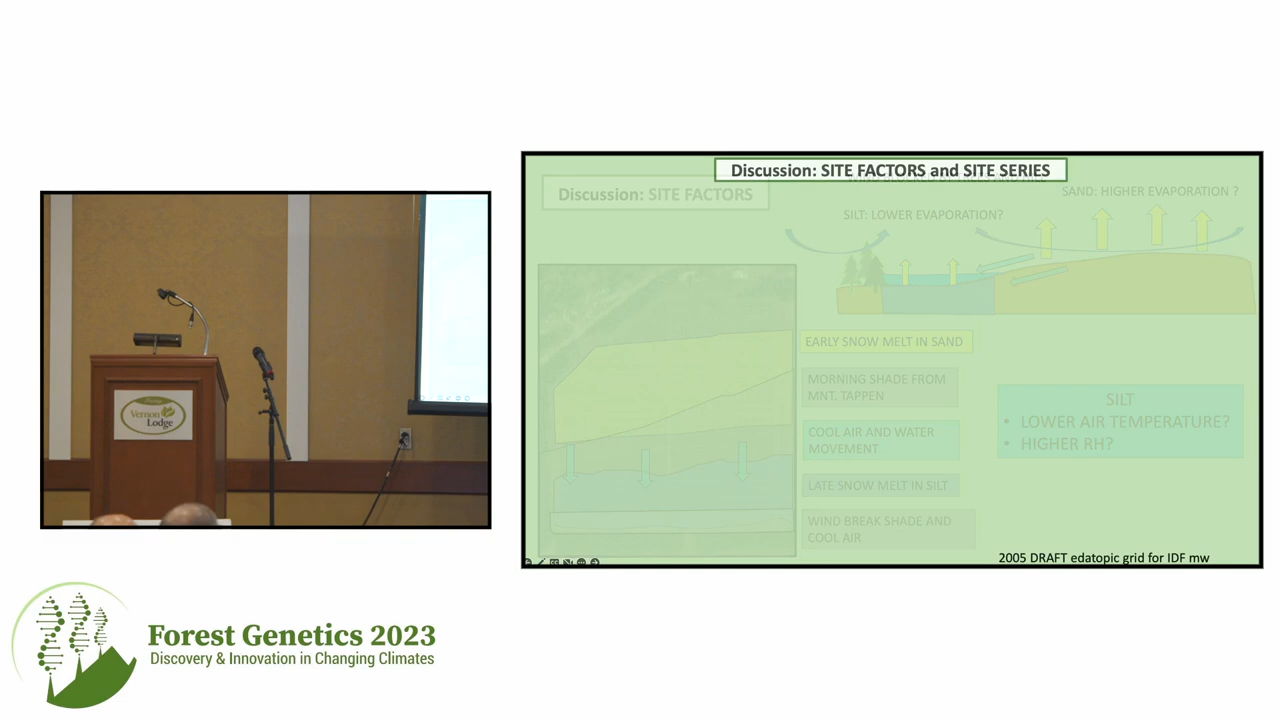 Discussion: SITE FACTORS and SITE SERIES
Discussion: SITE FACTORS
SAND: HIGHER EVAPORATION ?
SILT: LOWER EVAPORATION?
EARLY SNOW MELT IN SAND
MORNING SHADE FROM
MNT. TAPPEN
COOL AIR AND WATER
MOVEMENT
LATE SNOW MELT IN SILT
WIND BREAK SHADE AND
COOL AIR
SILT
• LOWER AIR TEMPERATURE?
• HIGHER RH?
2005 DRAFT edatopic grid for IDF mw
Vernon
Lodge
Forest Genetics 2023
Discovery & Innovation in Changing Climates